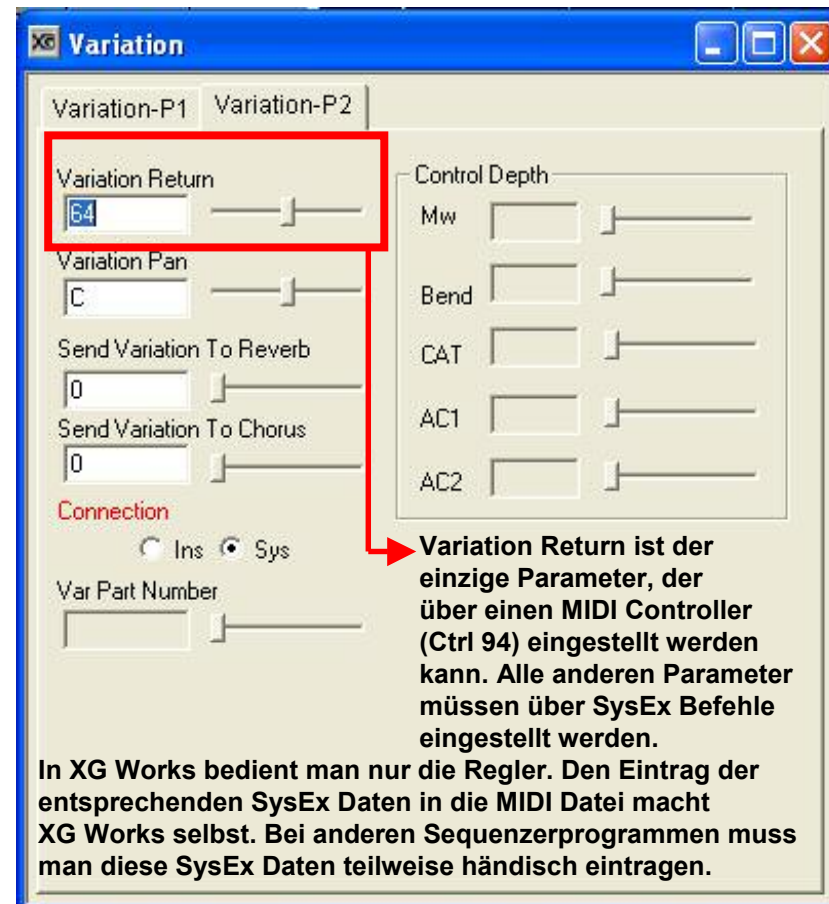 XG Variation
Variation-P1 Variation-P2
Variation Return
64
Variation Pan
C
Send Variation To Reverb
0
Send Variation To Chorus
0
Connection
Ins Sys
Var Part Number
Control Depth
Mw
Bend
CAT
AC1
AC2
Variation Return ist der
einzige Parameter, der
über einen MIDI Controller
(Ctrl 94) eingestellt werden
kann. Alle anderen Parameter
müssen über SysEx Befehle
eingestellt werden.
In XG Works bedient man nur die Regler. Den Eintrag der
entsprechenden SysEx Daten in die MIDI Datei macht
XG Works selbst. Bei anderen Sequenzerprogrammen muss
man diese SysEx Daten teilweise händisch eintragen.